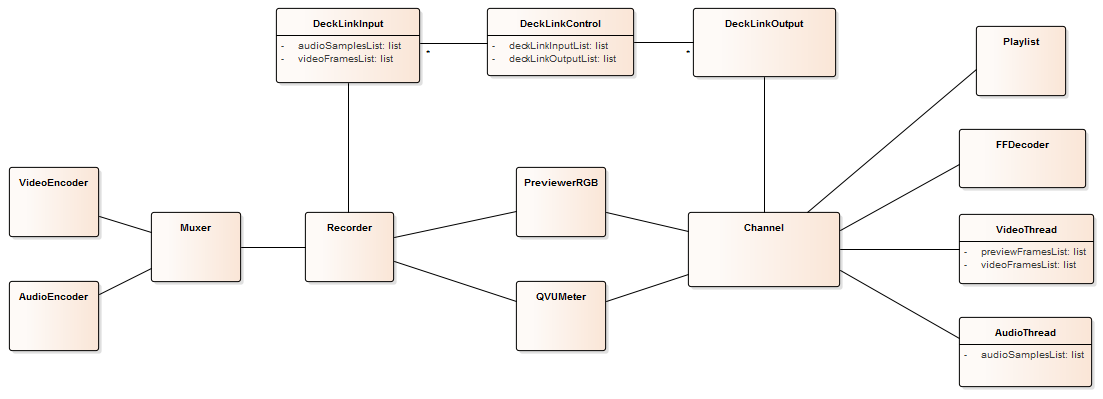 DeckLinkInput
- audioSamplesList: list
- videoFramesList: list
*
DeckLinkControl
- deckLinkInputList: list
- deckLinkOutputList: list
*
DeckLinkOutput
Playlist
FFDecoder
VideoEncoder
PreviewerRGB
Muxer
Recorder
Channel
VideoThread
- previewFramesList: list
- videoFramesList: list
AudioEncoder
QVUMeter
AudioThread
- audioSamplesList: list